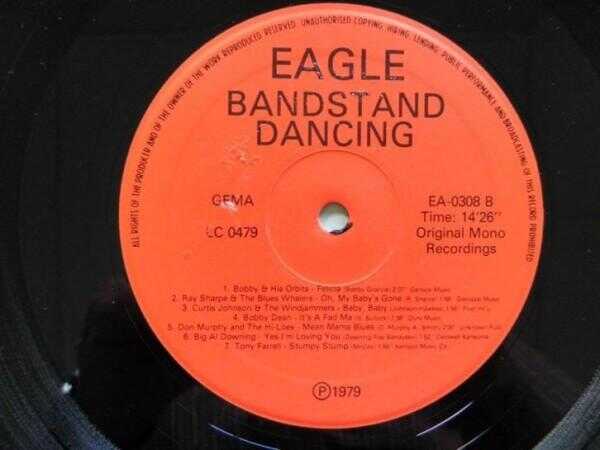 ALL RIGHTS OF THE PRODUCER AND OF THE OWNER OF THE WORK REPRODUCED RESERVED. UNAUTHORISED COPYING, HIRING, LENDING, PUBLIC PERFORMANCE AND BROADCASTING OF THIS RECORD PROHIBITED
EAGLE
BANDSTAND
DANCING
GEMA
LC 0479
EA-0308 B
Time: 14'26"
Original Mono
Recordings
1. Bobby & His Orbits - Felicia 2'07"
2. Ray Sharpe & The Blues Whalers - Oh, My Baby's Gone
3. Curtis Johnson & The Windjammers - Baby, Baby
4. Bobby Dean - It's A Fad Ma
5. Don Murphy and The Hi-Lites - Mean Mama Blues
6. Big Al Downing - Yes I'm Loving You
7. Tony Farrell - Stumpy Stump
Ⓟ1979